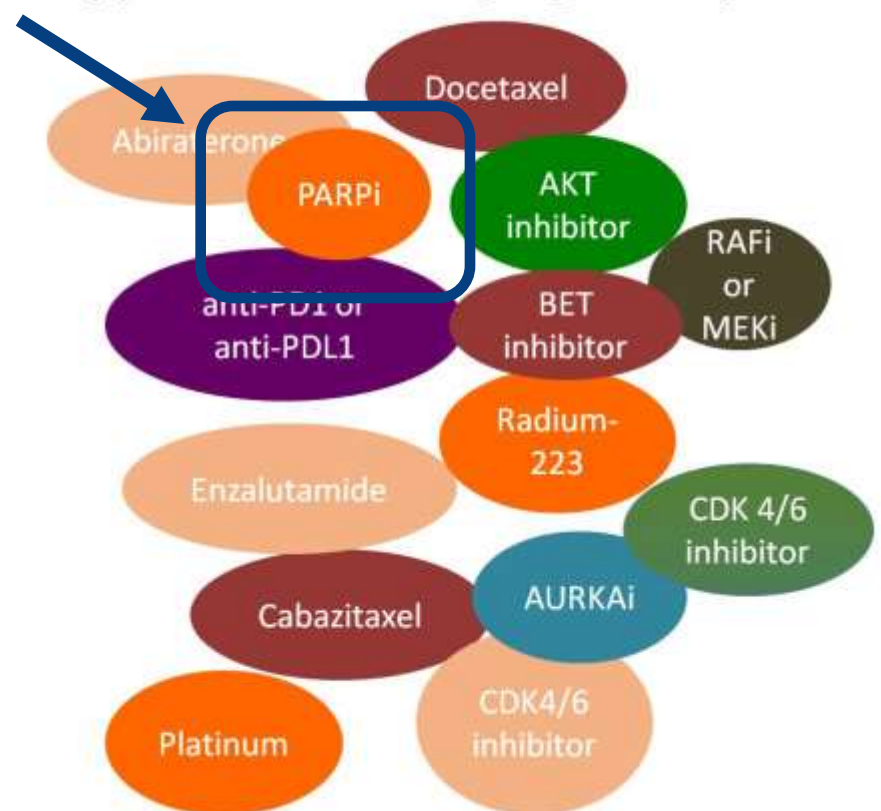 Docetaxel
Abiraterone
PARPi
AKT
inhibitor
RAFi
or
MEKi
anti-PD1 or
anti-PDL1
BET
inhibitor
Radium-
223
Enzalutamide
CDK 4/6
inhibitor
AURKAi
Cabazitaxel
CDK4/6
inhibitor
Platinum